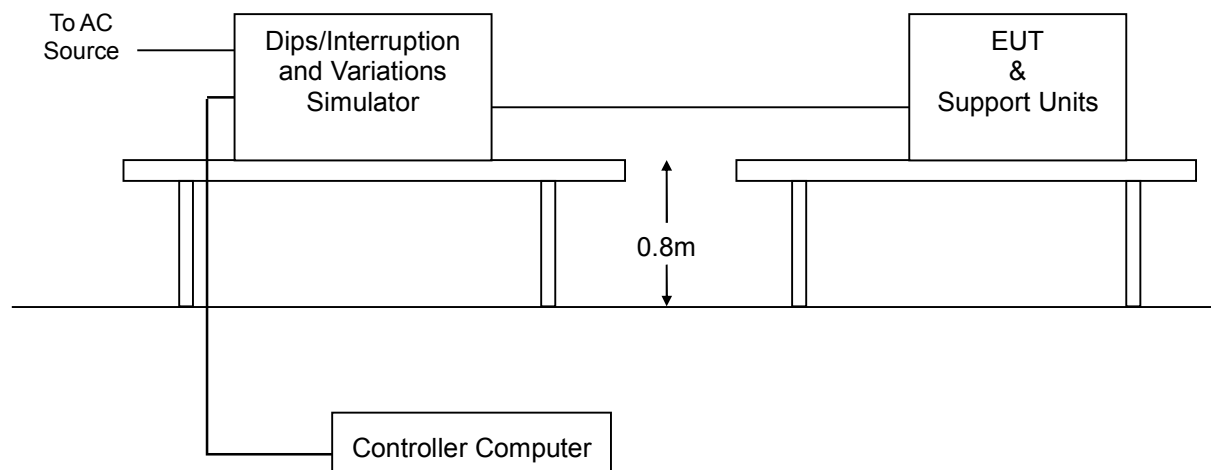 To AC
Source
Dips/Interruption
and Variations
Simulator
EUT
&
Support Units
0.8m
Controller Computer